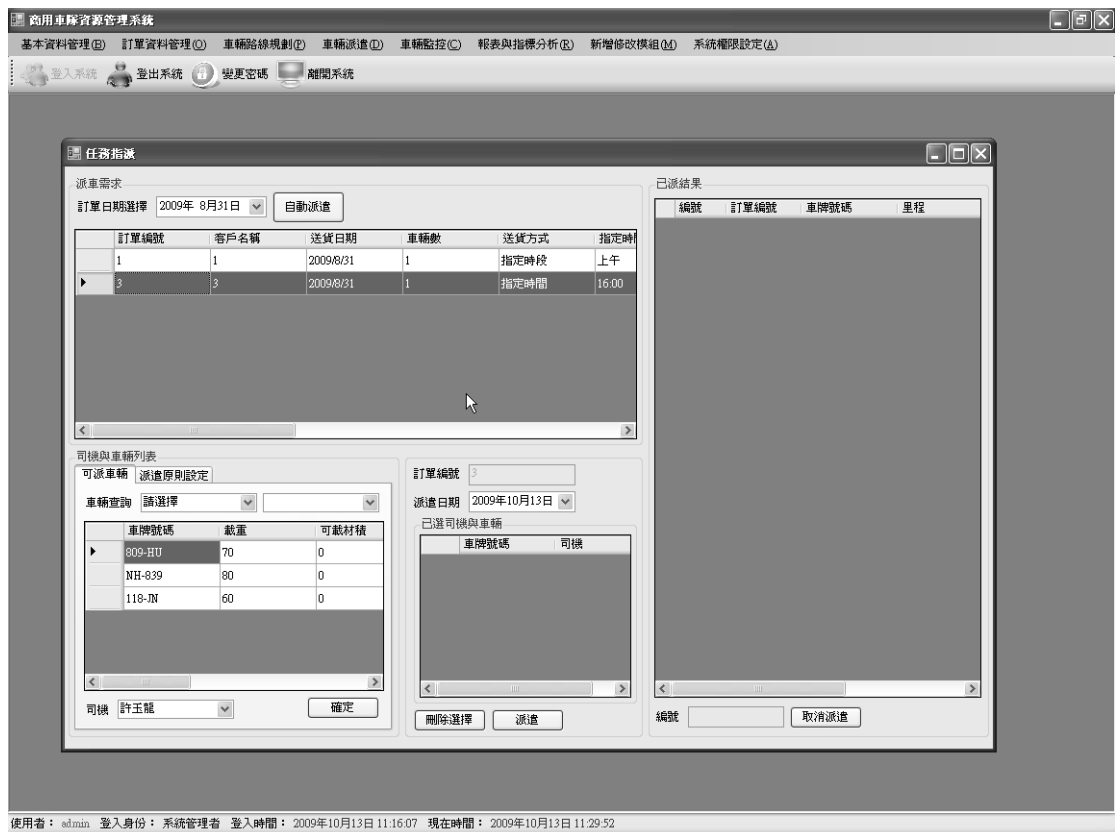 商用車隊資源管理系統
基本資料管理(B) 訂單資料管理(O) 車輛路線規劃(P) 車輛派遣(D) 車輛監控(C) 報表與指標分析(R) 新增修改模組(M) 系統權限設定(A)
登入系統 登出系統 變更密碼 離開系統
任務指派
派車需求
訂單日期選擇 2009年 8月31日 自動派遣
訂單編號 客戶名稱 送貨日期 車輛數 送貨方式 指定時
1 1 2009/8/31 1 指定時段 上午
3 3 2009/8/31 1 指定時間 16:00
司機與車輛列表
可派車輛 派遣原則設定
車輛查詢 請選擇
車牌號碼 載重 可載材積
809-HU 70 0
NH-839 80 0
118-JN 60 0
司機 許玉龍 確定
訂單編號 3
派遣日期 2009年10月13日
已選司機與車輛
車牌號碼 司機
刪除選擇 派遣
已派結果
編號 訂單編號 車牌號碼 里程
編號 取消派遣
使用者： admin 登入身份： 系統管理者 登入時間： 2009年10月13日 11:16:07 現在時間： 2009年10月13日 11:29:52